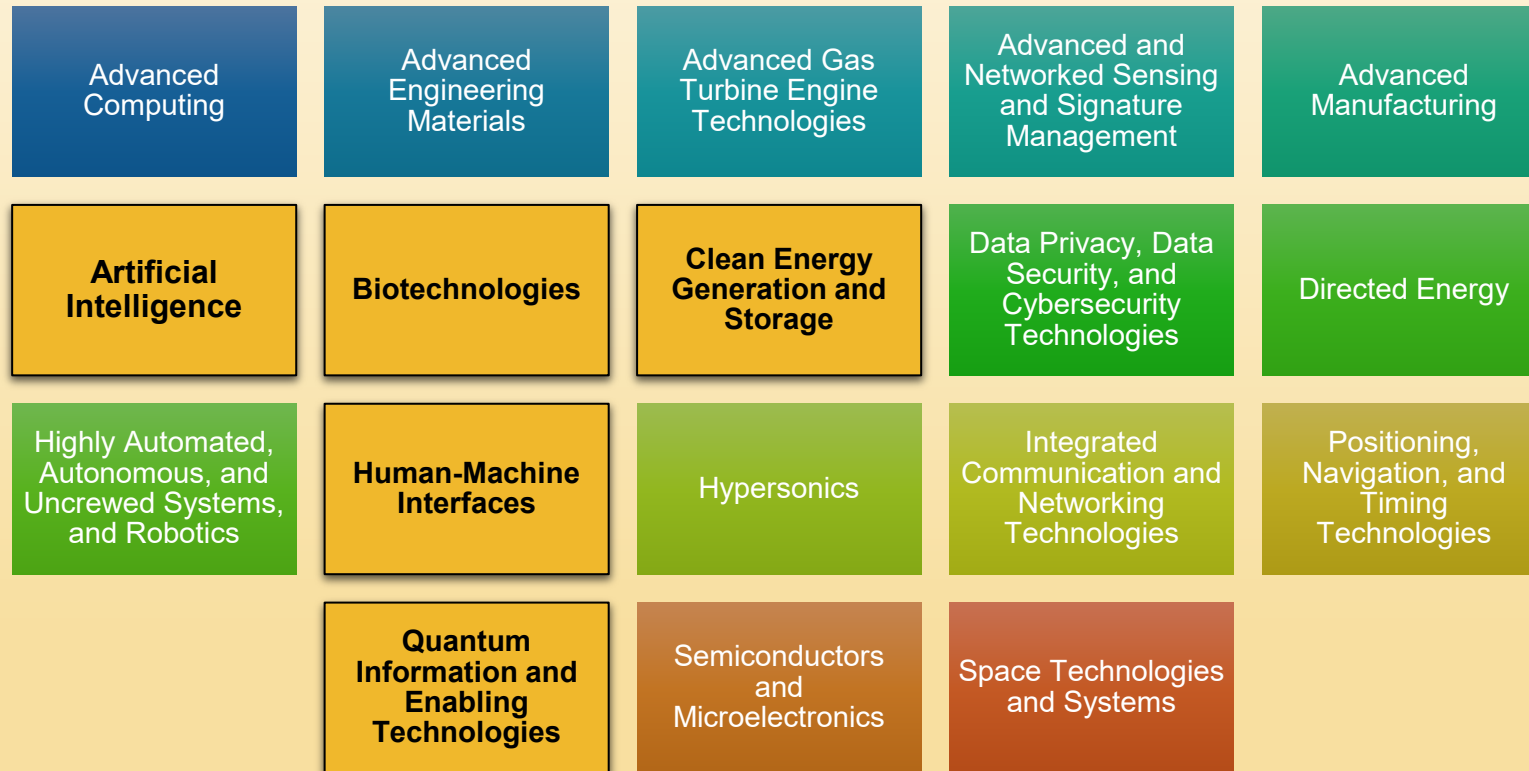 Advanced
Computing
Advanced
Engineering
Materials
Advanced Gas
Turbine Engine
Technologies
Advanced and
Networked Sensing
and Signature
Management
Advanced
Manufacturing
Artificial
Intelligence
Biotechnologies
Clean Energy
Generation and
Storage
Data Privacy, Data
Security, and
Cybersecurity
Technologies
Directed Energy
Highly Automated,
Autonomous, and
Uncrewed Systems,
and Robotics
Human-Machine
Interfaces
Hypersonics
Integrated
Communication and
Networking
Technologies
Positioning,
Navigation, and
Timing
Technologies
Quantum
Information and
Enabling
Technologies
Semiconductors
and
Microelectronics
Space Technologies
and Systems